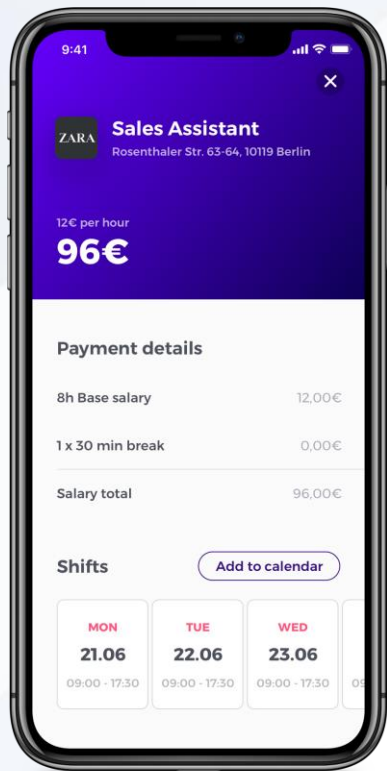 9:41
ZARA
Sales Assistant
Rosenthaler Str. 63-64, 10119 Berlin
12€ per hour
96€
Payment details
8h Base salary 12,00€
1 x 30 min break 0,00€
Salary total 96,00€
Shifts Add to calendar
MON TUE WED
21.06 22.06 23.06
09:00 - 17:30 09:00 - 17:30 09:00 - 17:30 09